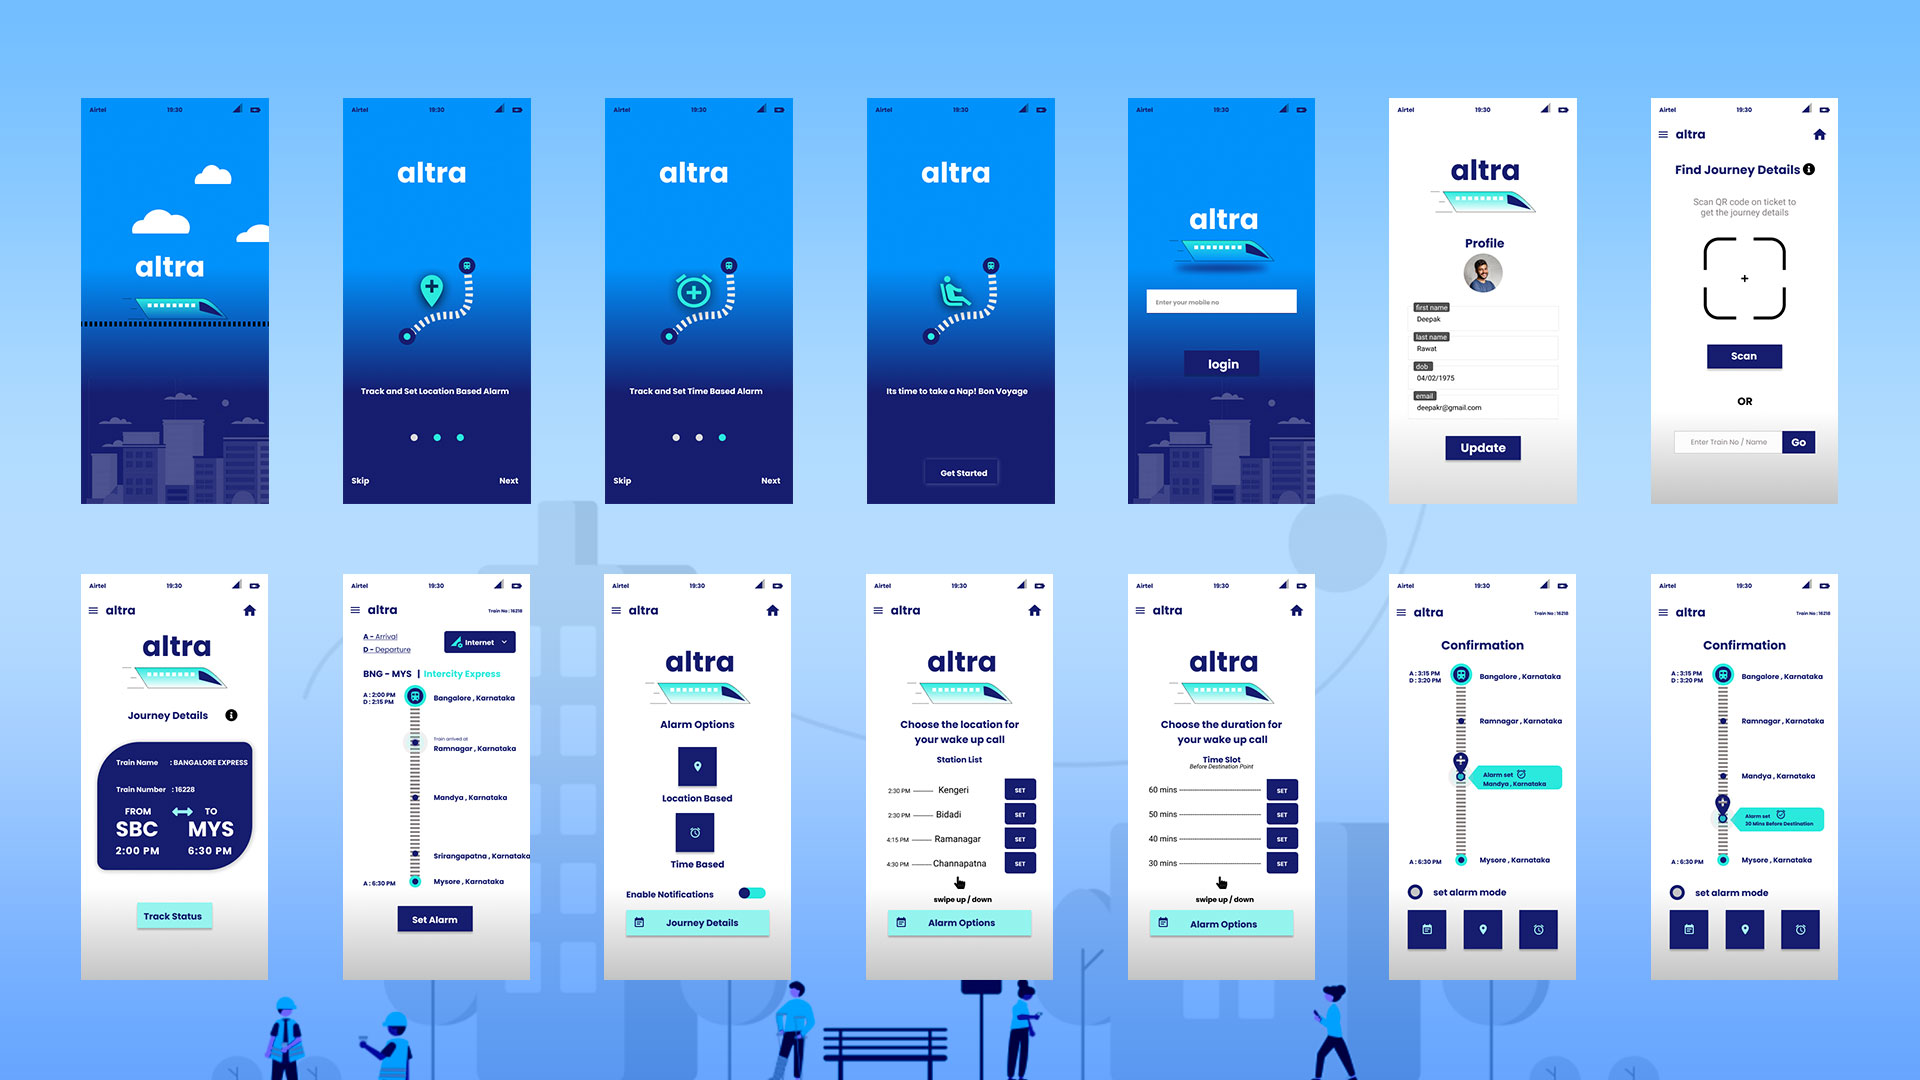 Airtel 19:30
altra
Airtel 19:30
altra
Track and Set Location Based Alarm
Skip Next
Airtel 19:30
altra
Track and Set Time Based Alarm
Skip Next
Airtel 19:30
altra
Its time to take a Nap! Bon Voyage
Get Started
Airtel 19:30
altra
Enter your mobile no
login
Airtel 19:30
altra
Profile
first name
Deepak
last name
Rawat
dob
04/02/1975
email
deepakr@gmail.com
Update
Airtel 19:30
altra
Find Journey Details
Scan QR code on ticket to
get the journey details
Scan
OR
Enter Train No / Name Go
Airtel 19:30
altra
altra
Journey Details
Train Name : BANGALORE EXPRESS
Train Number : 16228
FROM TO
SBC MYS
2:00 PM 6:30 PM
Track Status
Airtel 19:30
altra Train No : 16218
A - Arrival
D - Departure
Internet
BNG - MYS | Intercity Express
A : 2:00 PM
D : 2:15 PM
Bangalore , Karnataka
Train arrived at
Ramnagar , Karnataka
Mandya , Karnataka
Srirangapatna , Karnataka
A : 6:30 PM Mysore , Karnataka
Set Alarm
Airtel 19:30
altra
altra
Alarm Options
Location Based
Time Based
Enable Notifications
Journey Details
Airtel 19:30
altra
altra
Choose the location for
your wake up call
Station List
2:30 PM Kengeri SET
2:30 PM Bidadi SET
4:15 PM Ramanagar SET
4:30 PM Channapatna SET
swipe up / down
Alarm Options
Airtel 19:30
altra
altra
Choose the duration for
your wake up call
Time Slot
Before Destination Point
60 mins SET
50 mins SET
40 mins SET
30 mins SET
swipe up / down
Alarm Options
Airtel 19:30
altra Train No : 16218
Confirmation
A : 3:15 PM
D : 3:20 PM
Bangalore , Karnataka
Ramnagar , Karnataka
Alarm set
Mandya , Karnataka
A : 6:30 PM Mysore , Karnataka
set alarm mode
Airtel 19:30
altra Train No : 16218
Confirmation
A : 3:15 PM
D : 3:20 PM
Bangalore , Karnataka
Ramnagar , Karnataka
Mandya , Karnataka
Alarm set
30 Mins Before Destination
A : 6:30 PM Mysore , Karnataka
set alarm mode